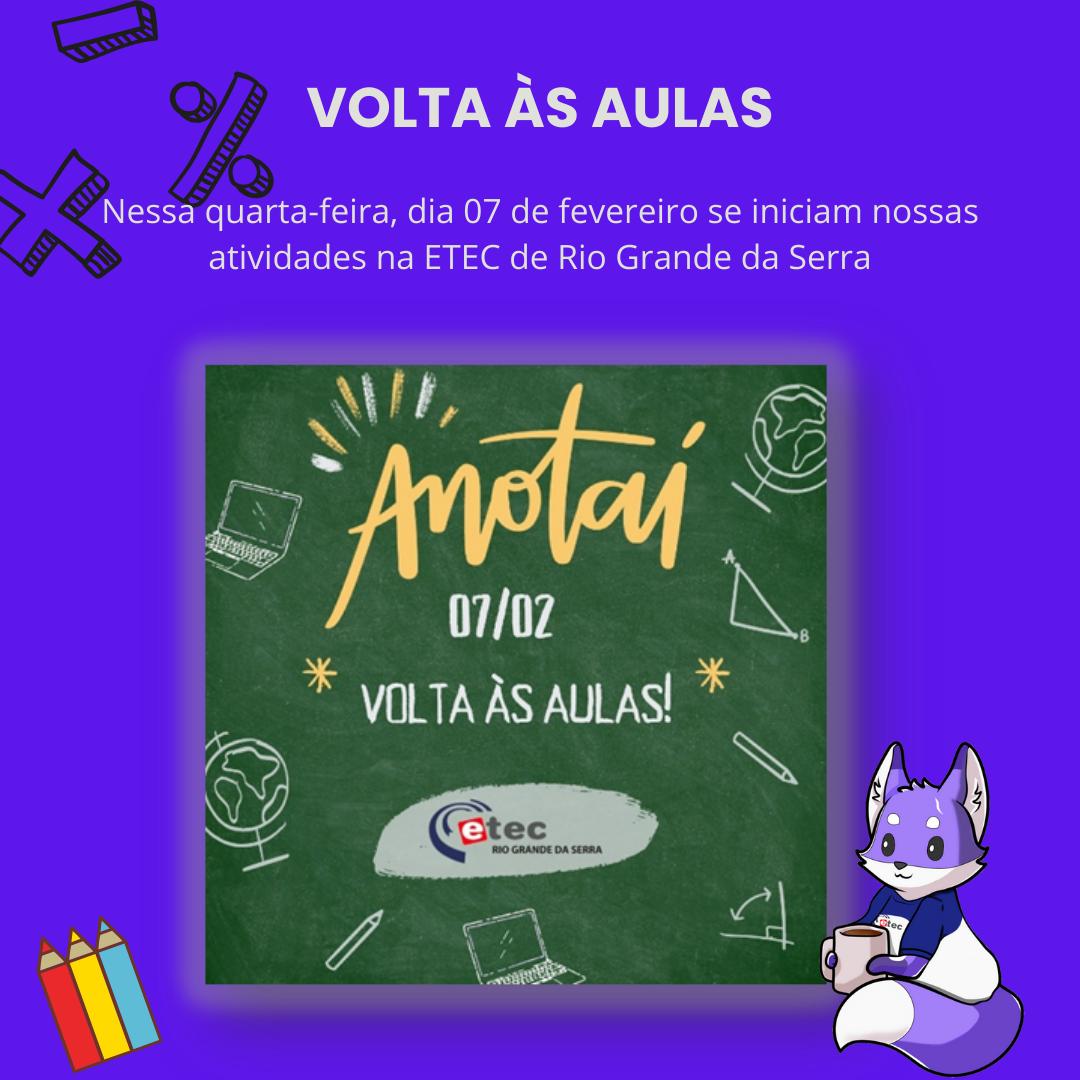 VOLTA ÀS AULAS
Nessa quarta-feira, dia 07 de fevereiro se iniciam nossas
atividades na ETEC de Rio Grande da Serra
Anotaí
07/02
VOLTA ÀS AULAS!
A
B
etec
RIO GRANDE DA SERRA
etec